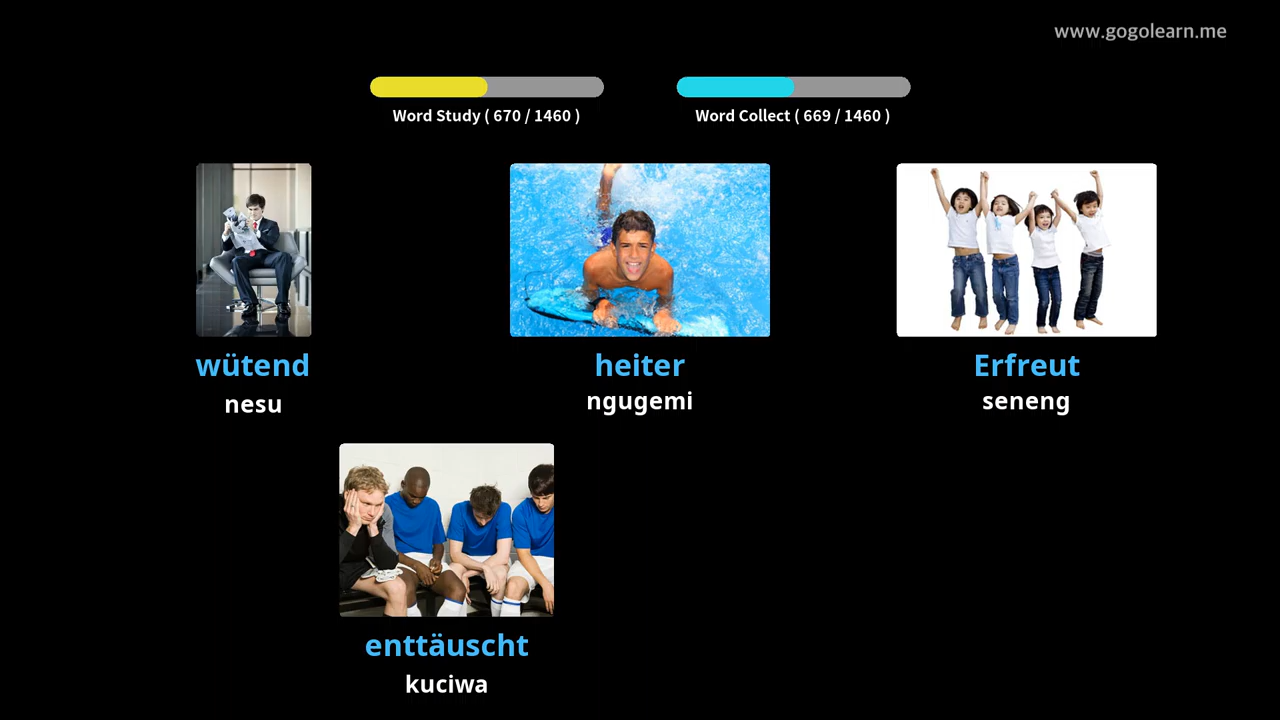 www.gogolearn.me
Word Study ( 670 / 1460 )
Word Collect ( 669 / 1460 )
wütend
nesu
heiter
ngugemi
Erfreut
seneng
enttäuscht
kuciwa